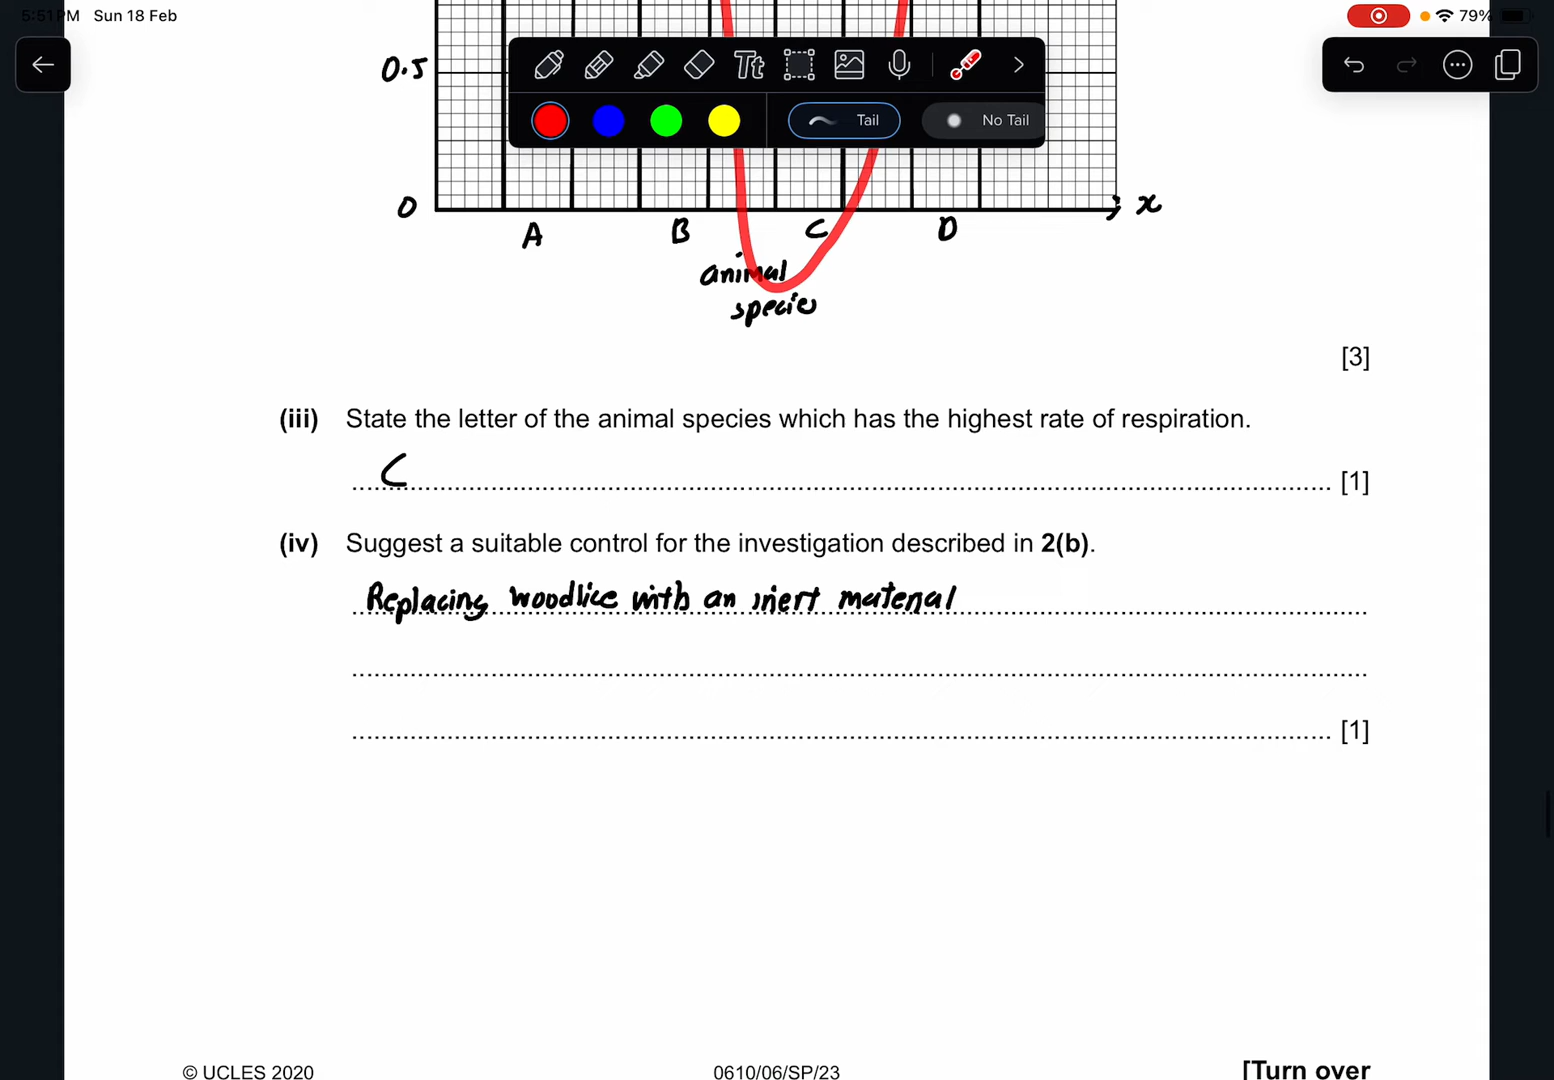 5:51 PM Sun 18 Feb
79%
0.5
Tt
Tail
No Tail
0
x
A B C D
animal
species
[3]
(iii) State the letter of the animal species which has the highest rate of respiration.
C
[1]
(iv) Suggest a suitable control for the investigation described in 2(b).
Replacing woodlice with an inert material
[1]
© UCLES 2020 0610/06/SP/23 [Turn over